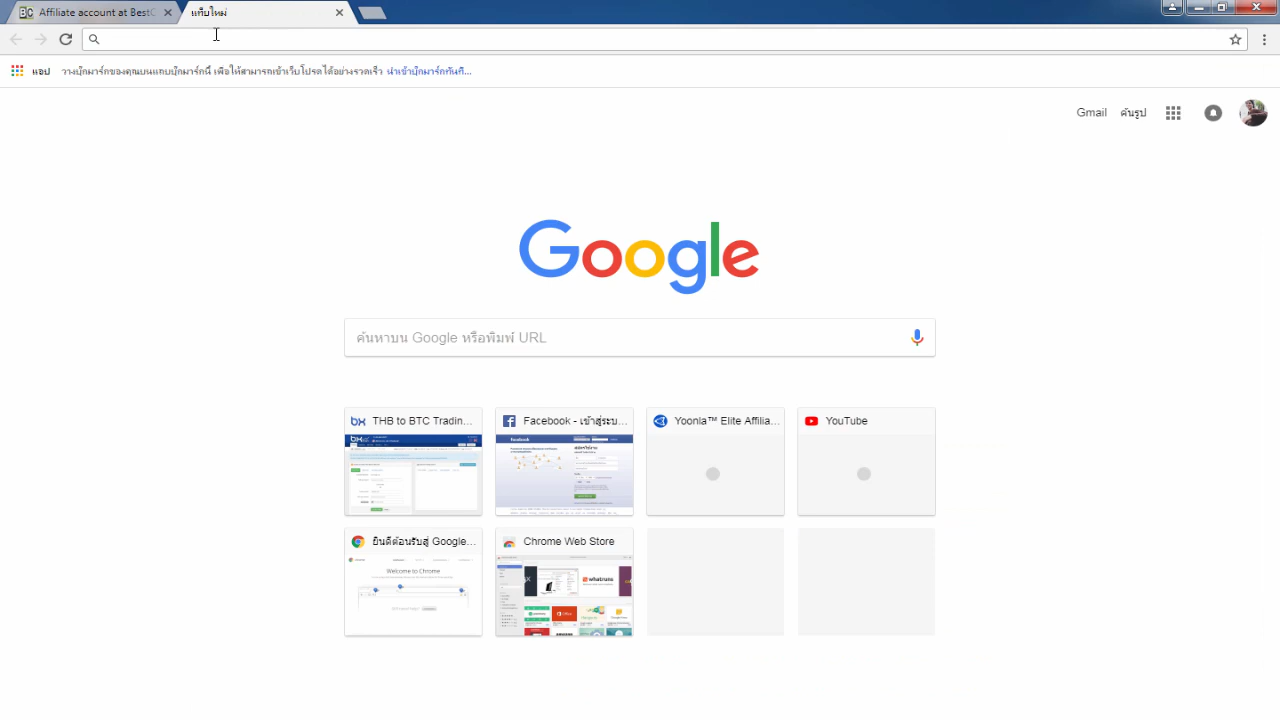 Affiliate account at BestC
แท็บใหม่
แอป วางบุ๊กมาร์กของคุณบนแถบบุ๊กมาร์กนี้ เพื่อให้สามารถเข้าเว็บโปรดได้อย่างรวดเร็ว นำเข้าบุ๊กมาร์กทันที...
Gmail ค้นรูป
Google
ค้นหาบน Google หรือพิมพ์ URL
THB to BTC Tradin...
Facebook - เข้าสู่ระบ...
Yoonla™ Elite Affilia...
YouTube
ยินดีต้อนรับสู่ Google...
Chrome Web Store
Welcome to Chrome